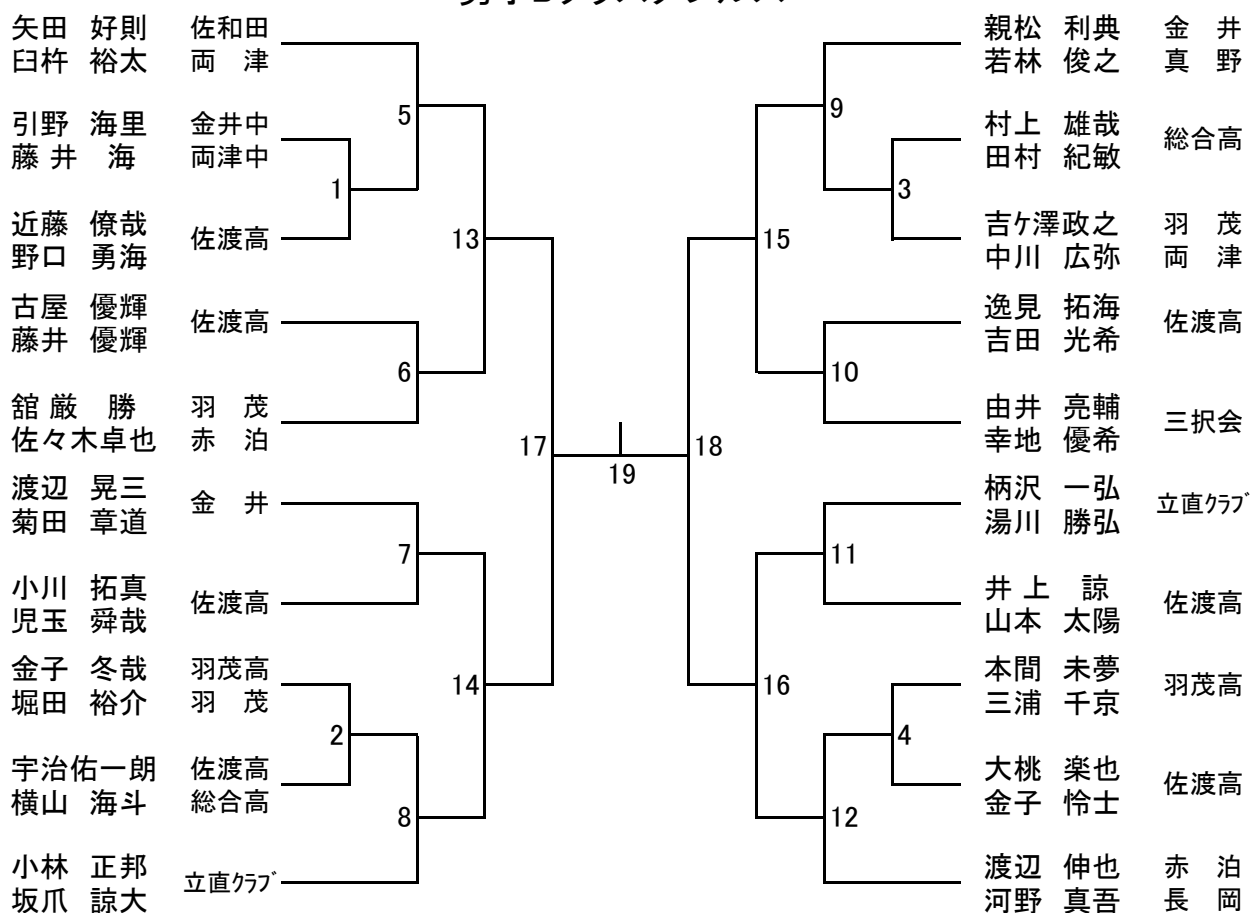 矢田 好則 佐和田
臼杵 裕太 両 津
引野 海里 金井中
藤井 海 両津中
近藤 僚哉
野口 勇海
佐渡高
古屋 優輝
藤井 優輝
佐渡高
舘 厳 勝 羽 茂
佐々木卓也 赤 泊
渡辺 晃三
菊田 章道
金 井
小川 拓真
児玉 舜哉
佐渡高
金子 冬哉 羽茂高
堀田 裕介 羽 茂
宇治佑一朗 佐渡高
横山 海斗 総合高
小林 正邦
坂爪 諒大
立直クラブ
5
1
13
6
17
7
14
2
8
19
18
15
9
3
10
11
16
4
12
親松 利典 金 井
若林 俊之 真 野
村上 雄哉
田村 紀敏
総合高
吉ケ澤政之 羽 茂
中川 広弥 両 津
逸見 拓海
吉田 光希
佐渡高
由井 亮輔
幸地 優希
三択会
柄沢 一弘
湯川 勝弘
立直クラブ
井上 諒
山本 太陽
佐渡高
本間 未夢
三浦 千京
羽茂高
大桃 楽也
金子 怜士
佐渡高
渡辺 伸也 赤 泊
河野 真吾 長 岡